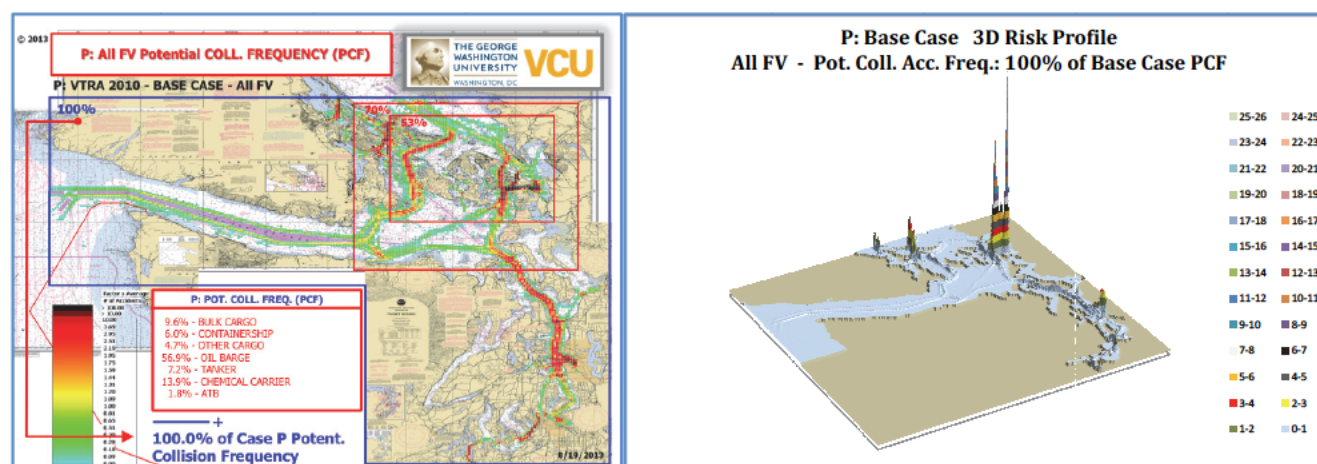 © 2013
P: All FV Potential COLL. FREQUENCY (PCF)
THE GEORGE
WASHINGTON
UNIVERSITY
WASHINGTON, DC
VCU
P: VTRA 2010 - BASE CASE - All FV
100%
70%
53%
P: POT. COLL. FREQ. (PCF)
9.6% - BULK CARGO
6.0% - CONTAINERSHIP
4.7% - OTHER CARGO
56.9% - OIL BARGE
7.2% - TANKER
13.9% - CHEMICAL CARRIER
1.8% - ATB
+
100.0% of Case P Potent.
Collision Frequency
8/19/2013
P: Base Case 3D Risk Profile
All FV - Pot. Coll. Acc. Freq.: 100% of Base Case PCF
25-26 24-25
23-24 22-23
21-22 20-21
19-20 18-19
17-18 16-17
15-16 14-15
13-14 12-13
11-12 10-11
9-10 8-9
7-8 6-7
5-6 4-5
3-4 2-3
1-2 0-1